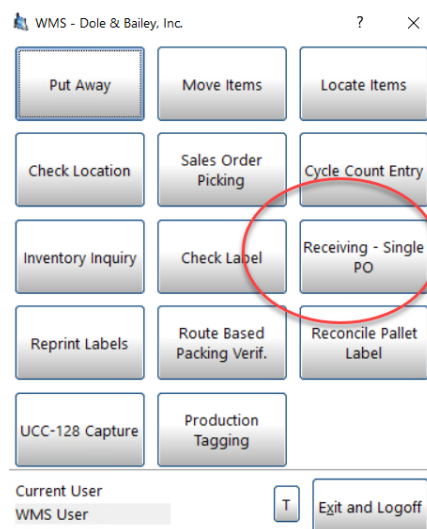 WMS - Dole & Bailey, Inc. ? ×
Put Away
Move Items
Locate Items
Check Location
Sales Order
Picking
Cycle Count Entry
Inventory Inquiry
Check Label
Receiving - Single
PO
Reprint Labels
Route Based
Packing Verif.
Reconcile Pallet
Label
UCC-128 Capture
Production
Tagging
Current User
WMS User
T
Exit and Logoff